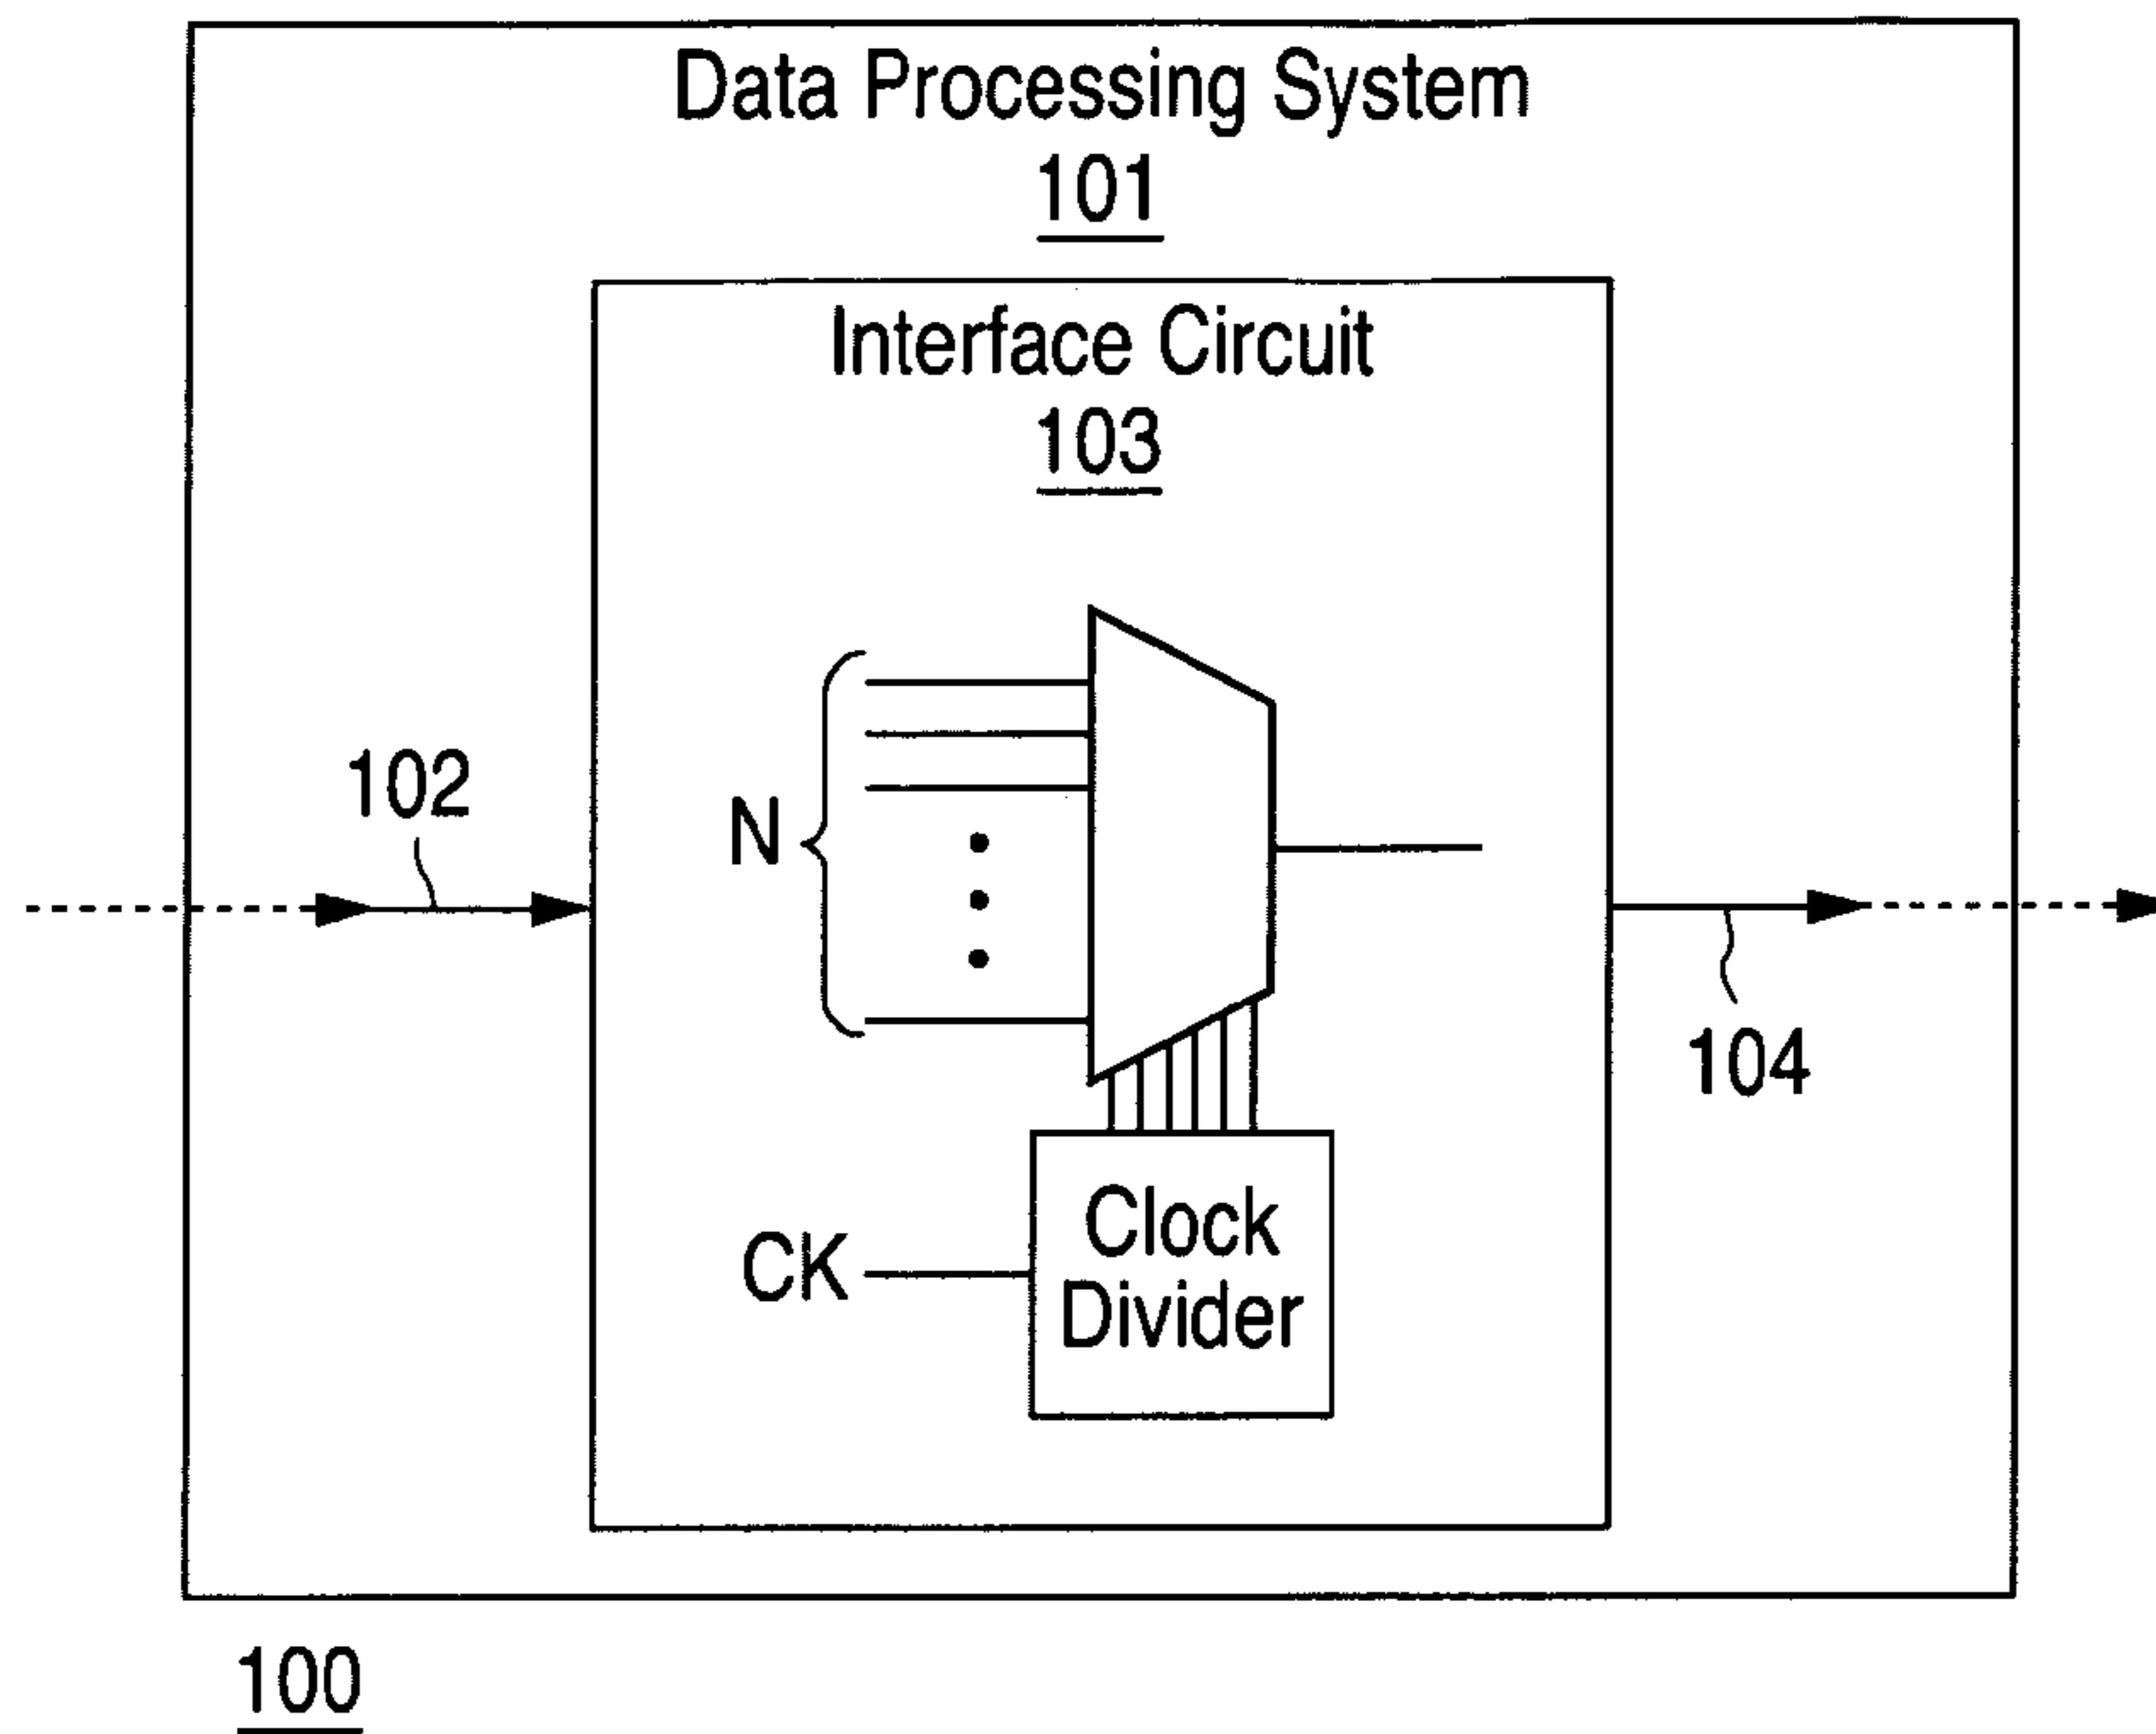 Data Processing System
101
Interface Circuit
103
102
N
104
CK
Clock
Divider
100